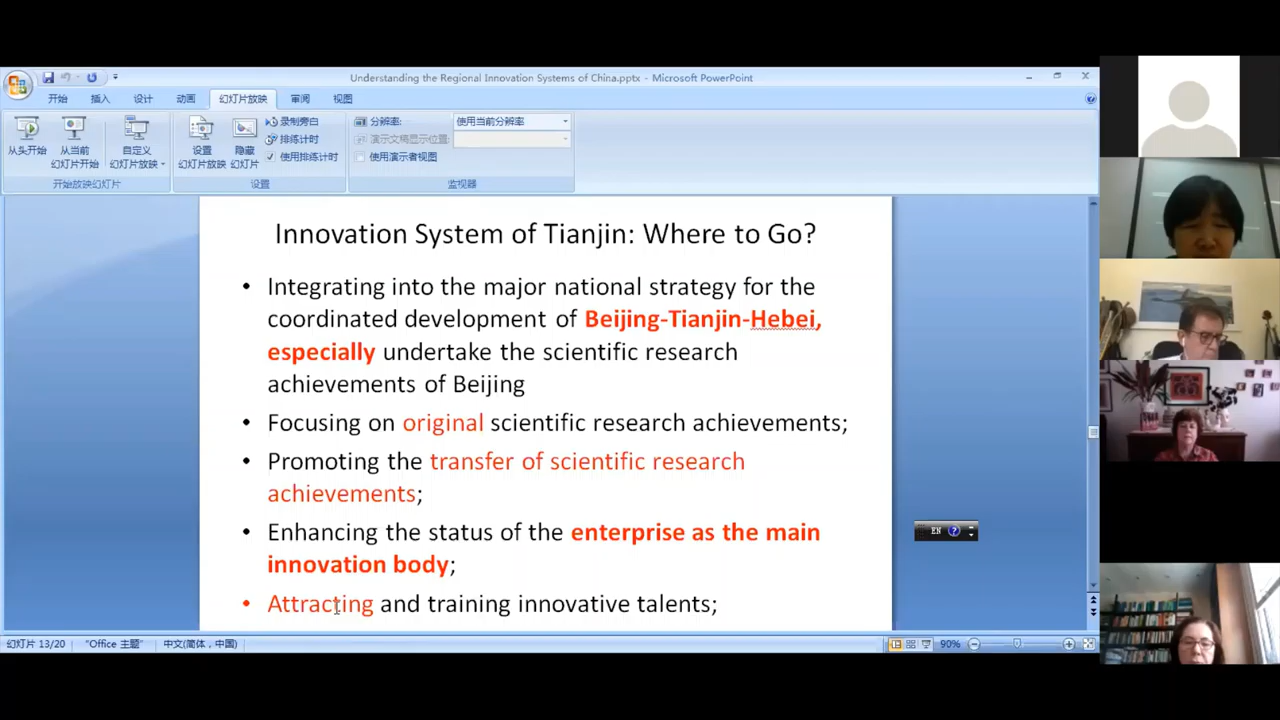 Understanding the Regional Innovation Systems of China.pptx - Microsoft PowerPoint
开始 插入 设计 动画 幻灯片放映 审阅 视图
从头开始
从当前
幻灯片开始
自定义
幻灯片放映
开始放映幻灯片
设置
幻灯片放映
隐藏
幻灯片
录制旁白
排练计时
使用排练计时
设置
分辨率: 使用当前分辨率
演示文稿显示位置:
使用演示者视图
监视器
Innovation System of Tianjin: Where to Go?
• Integrating into the major national strategy for the
coordinated development of Beijing-Tianjin-Hebei,
especially undertake the scientific research
achievements of Beijing
• Focusing on original scientific research achievements;
• Promoting the transfer of scientific research
achievements;
• Enhancing the status of the enterprise as the main
innovation body;
• Attracting and training innovative talents;
EN
幻灯片 13/20 "Office 主题" 中文(简体，中国) 90%